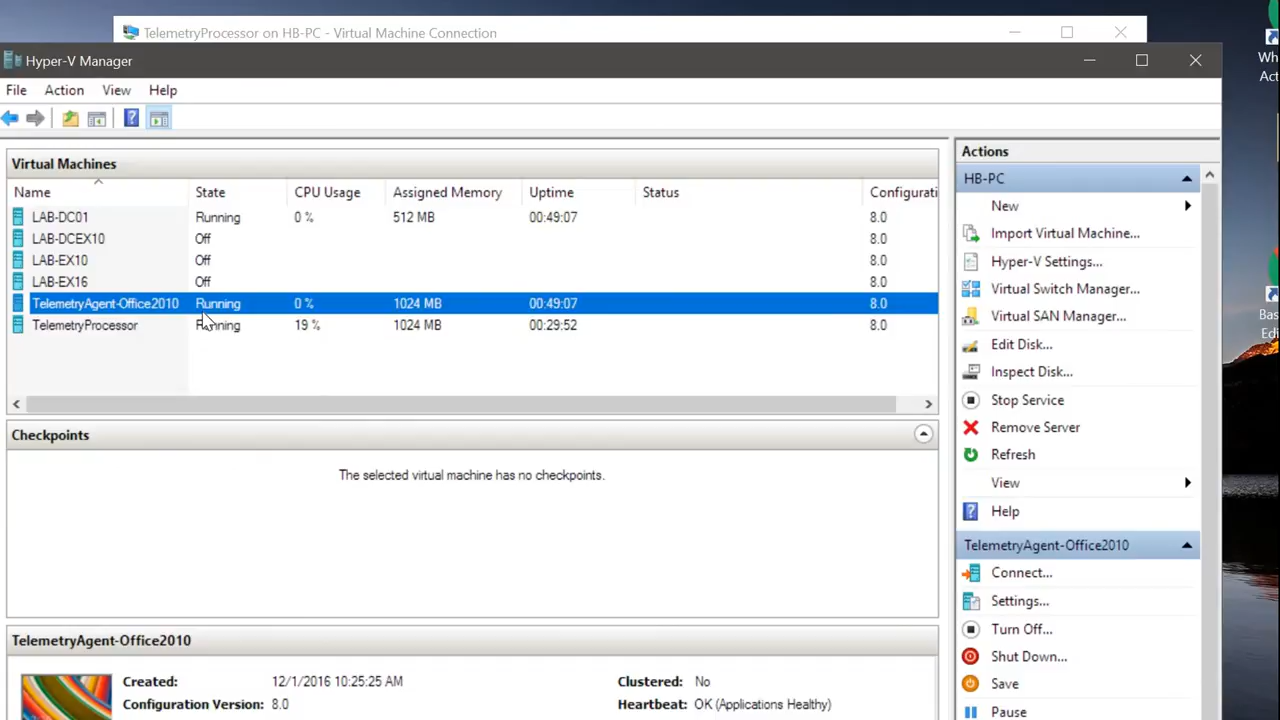 TelemetryProcessor on HB-PC - Virtual Machine Connection
Hyper-V Manager
File Action View Help
Virtual Machines
Name State CPU Usage Assigned Memory Uptime Status Configurati
LAB-DC01 Running 0 % 512 MB 00:49:07 8.0
LAB-DCEX10 Off 8.0
LAB-EX10 Off 8.0
LAB-EX16 Off 8.0
TelemetryAgent-Office2010 Running 0 % 1024 MB 00:49:07 8.0
TelemetryProcessor Running 19 % 1024 MB 00:29:52 8.0
Checkpoints
The selected virtual machine has no checkpoints.
TelemetryAgent-Office2010
Created: 12/1/2016 10:25:25 AM Clustered: No
Configuration Version: 8.0 Heartbeat: OK (Applications Healthy)
Actions
HB-PC
New
Import Virtual Machine...
Hyper-V Settings...
Virtual Switch Manager...
Virtual SAN Manager...
Edit Disk...
Inspect Disk...
Stop Service
Remove Server
Refresh
View
Help
TelemetryAgent-Office2010
Connect...
Settings...
Turn Off...
Shut Down...
Save
Pause
Wh
Act
Bas
Edi